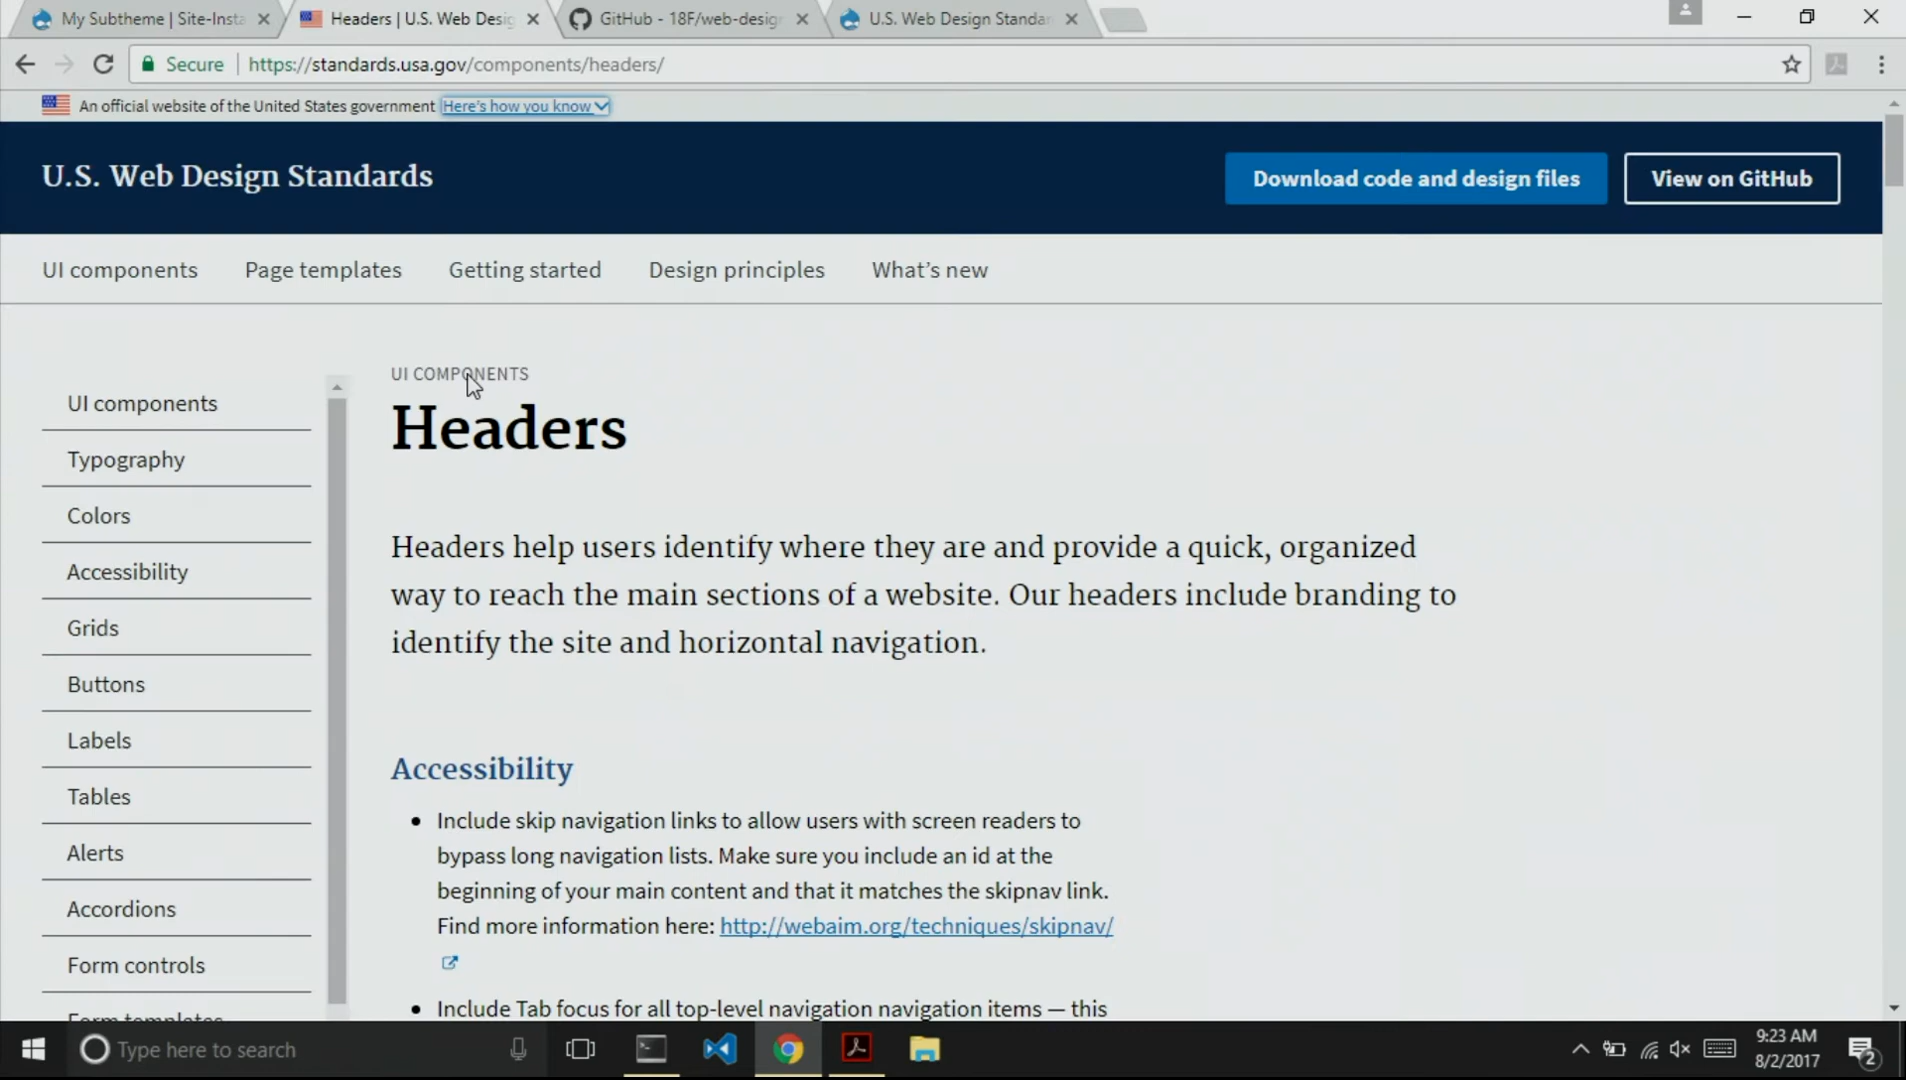 My Subtheme | Site-Insta
Headers | U.S. Web Desig
GitHub - 18F/web-design
U.S. Web Design Standar
Secure
https://standards.usa.gov/components/headers/
An official website of the United States government Here's how you know
U.S. Web Design Standards
Download code and design files
View on GitHub
UI components
Page templates
Getting started
Design principles
What's new
UI components
Typography
Colors
Accessibility
Grids
Buttons
Labels
Tables
Alerts
Accordions
Form controls
Form templates
UI COMPONENTS
Headers
Headers help users identify where they are and provide a quick, organized
way to reach the main sections of a website. Our headers include branding to
identify the site and horizontal navigation.
Accessibility
Include skip navigation links to allow users with screen readers to
bypass long navigation lists. Make sure you include an id at the
beginning of your main content and that it matches the skipnav link.
Find more information here: http://webaim.org/techniques/skipnav/
Include Tab focus for all top-level navigation navigation items — this
Type here to search
9:23 AM
8/2/2017
2